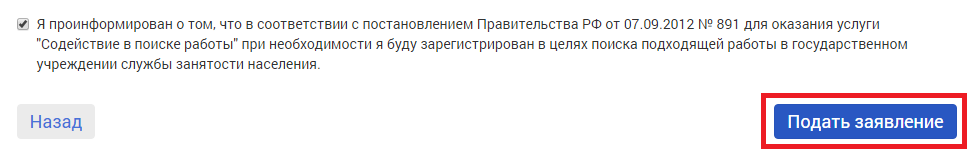 Я проинформирован о том, что в соответствии с постановлением Правительства РФ от 07.09.2012 № 891 для оказания услуги
"Содействие в поиске работы" при необходимости я буду зарегистрирован в целях поиска подходящей работы в государственном
учреждении службы занятости населения.
Назад
Подать заявление